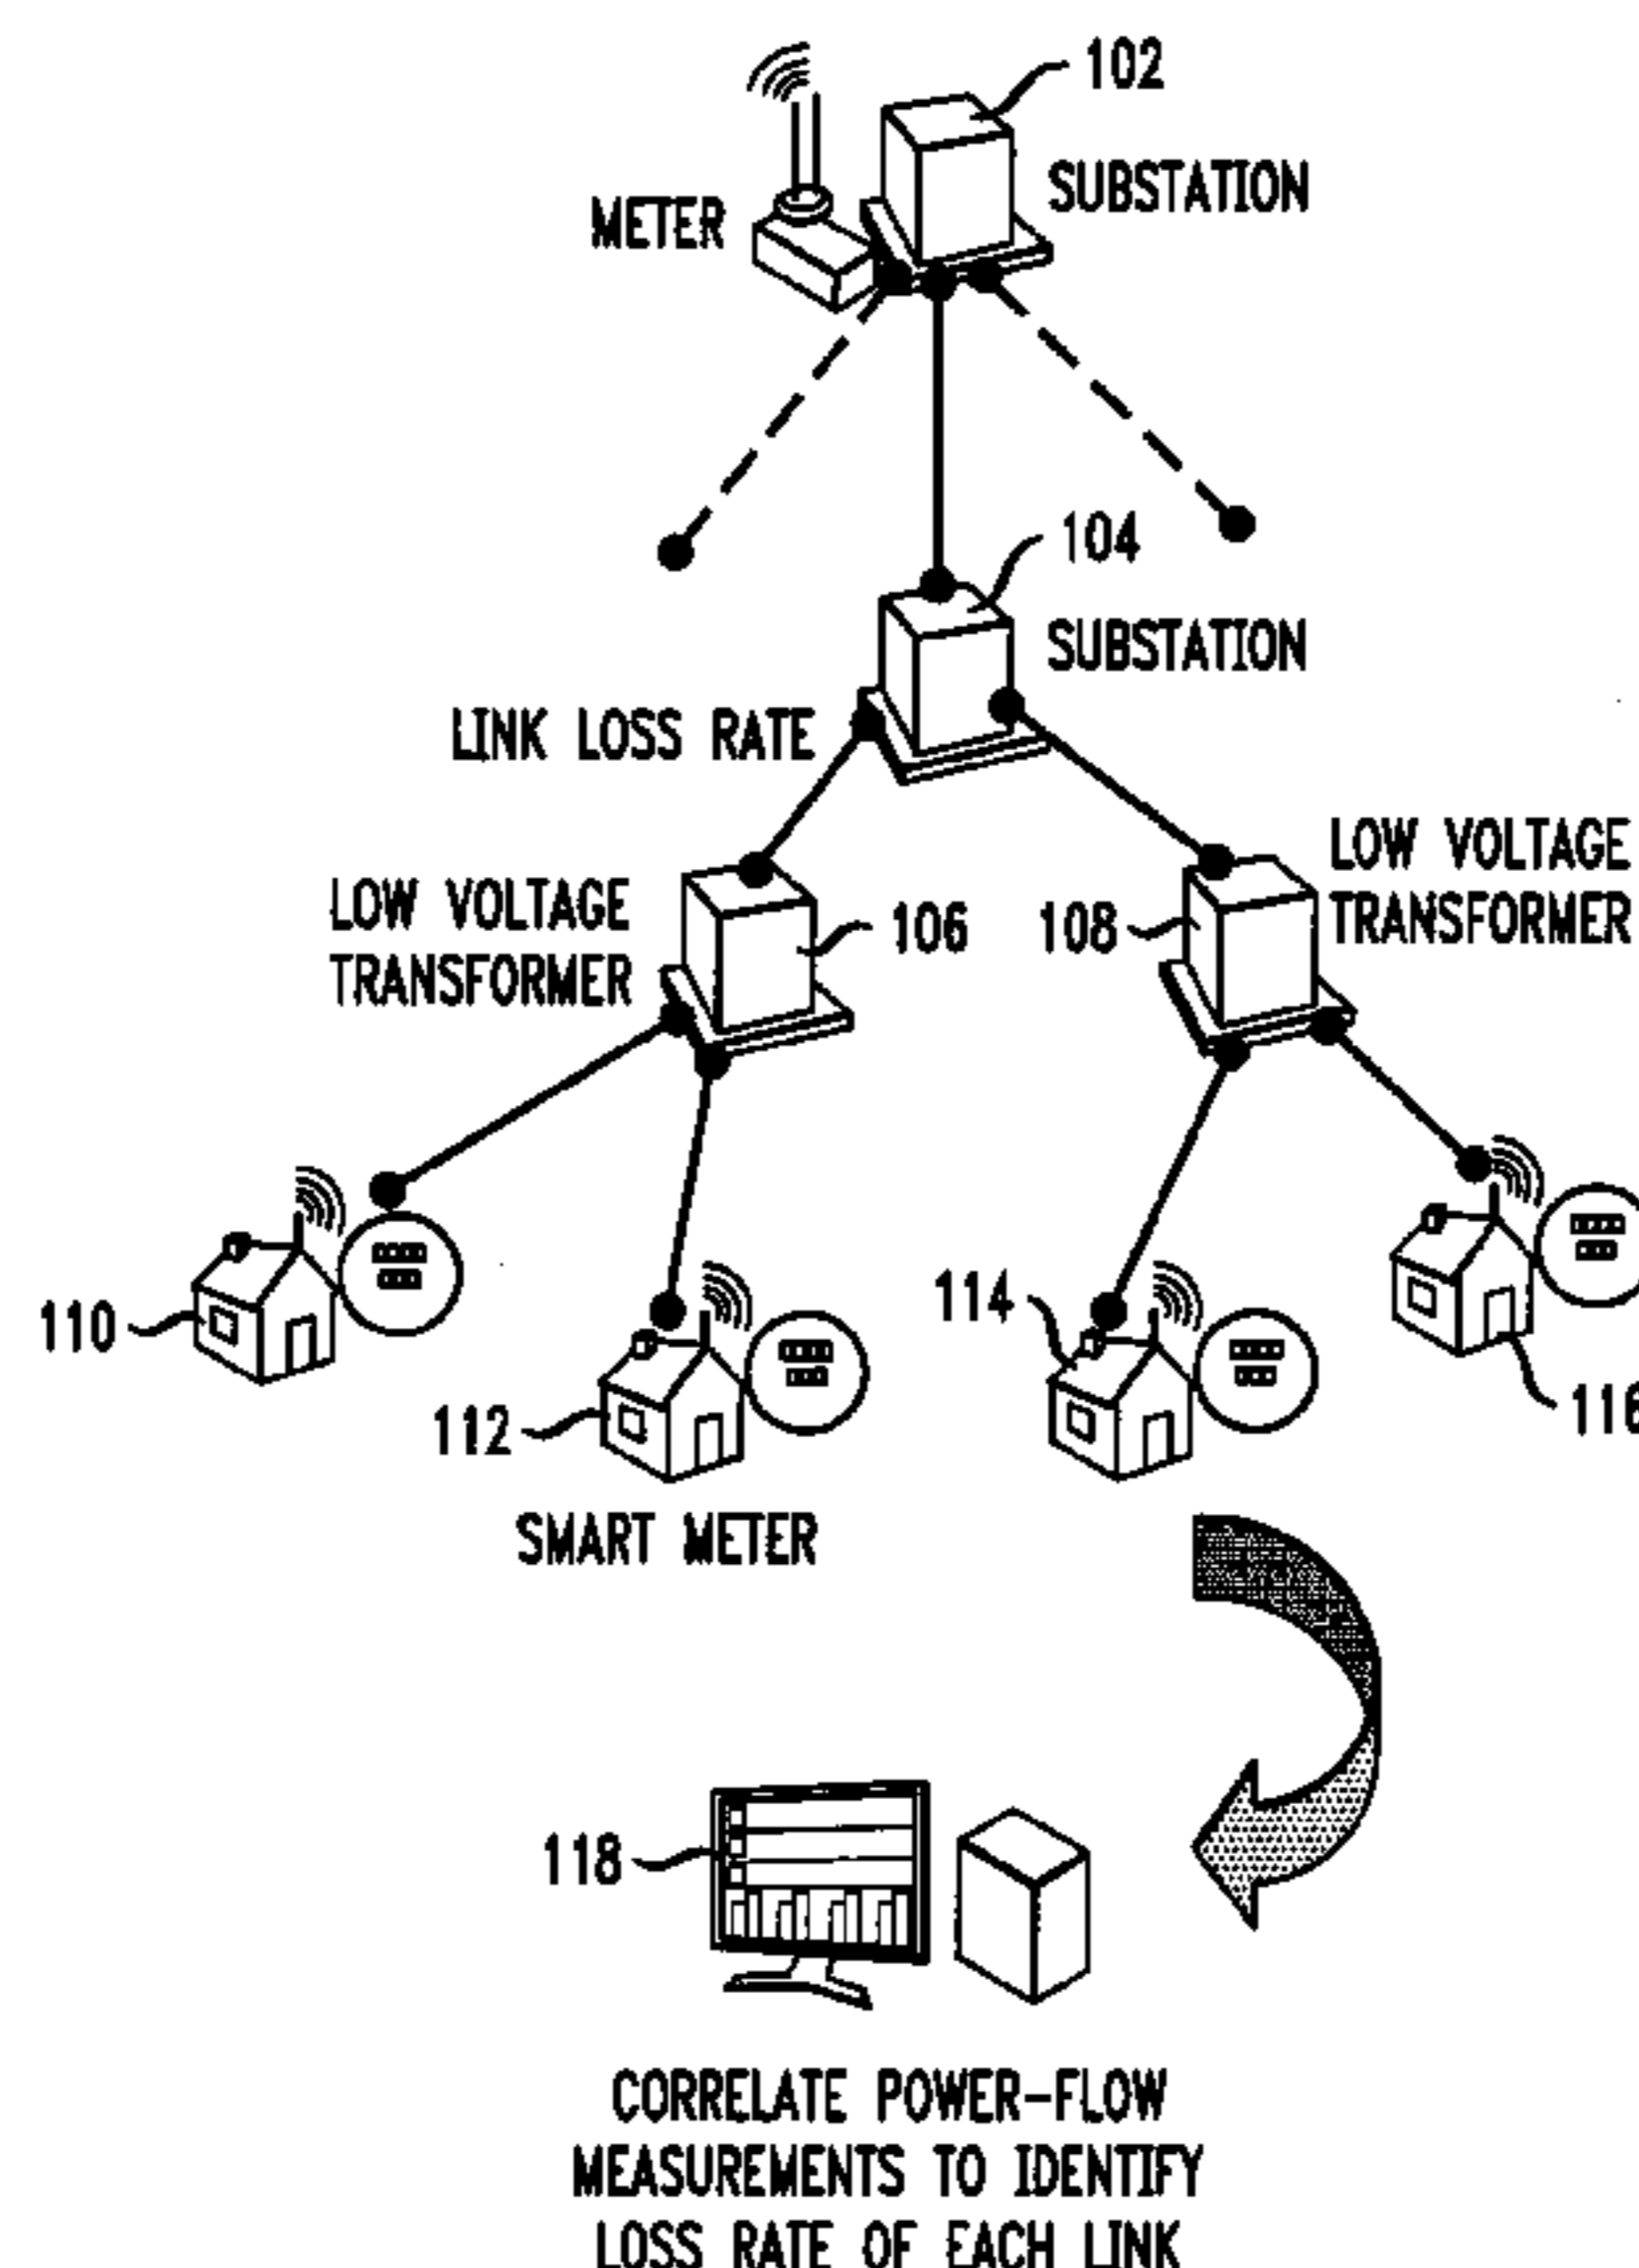 102
SUBSTATION
METER
104
SUBSTATION
LINK LOSS RATE
LOW VOLTAGE
TRANSFORMER
LOW VOLTAGE
TRANSFORMER
106
108
110
112
114
116
SMART METER
118
CORRELATE POWER-FLOW
MEASUREMENTS TO IDENTIFY
LOSS RATE OF EACH LINK